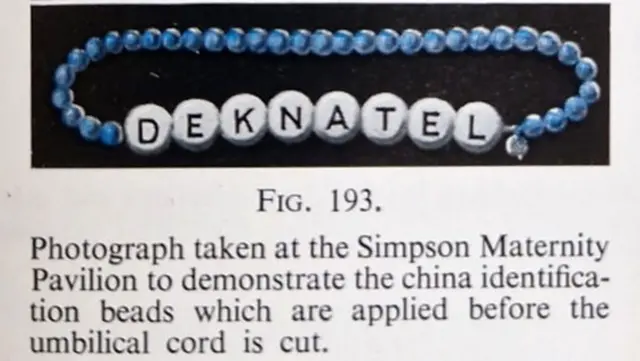 DEKNATEL
FIG. 193.
Photograph taken at the Simpson Maternity
Pavilion to demonstrate the china identifica-
tion beads which are applied before the
umbilical cord is cut.